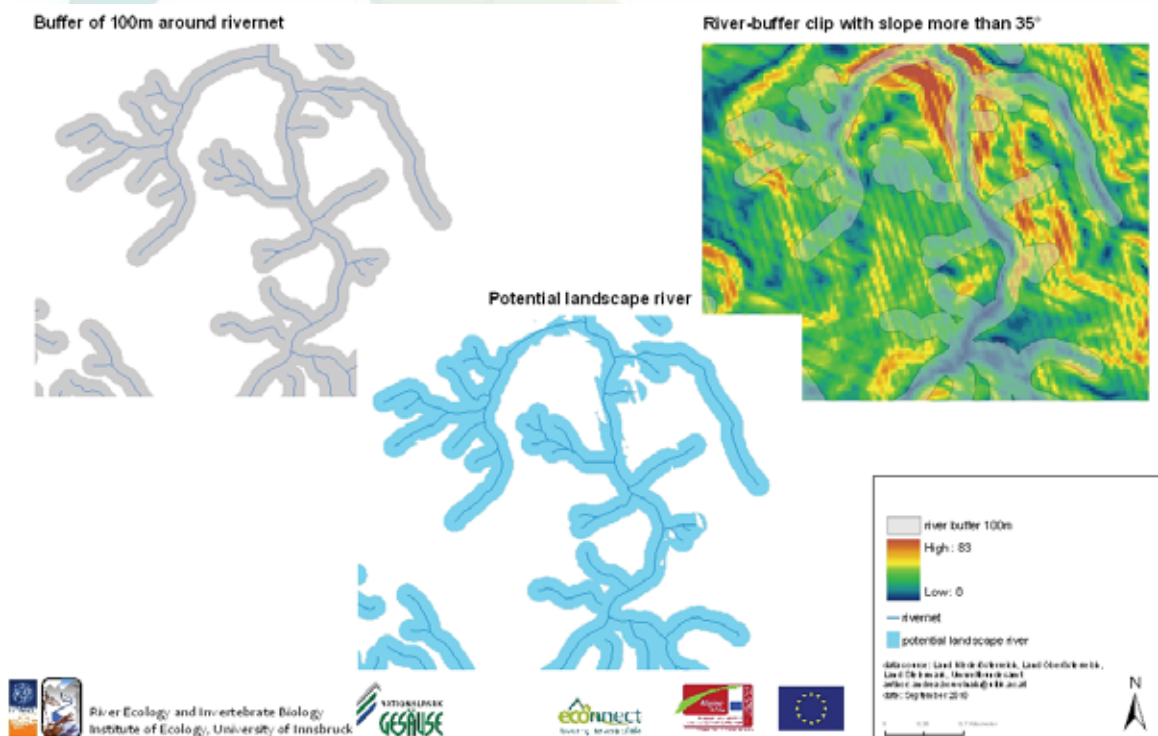 Buffer of 100m around rivernet
River-buffer clip with slope more than 35°
Potential landscape river
river buffer 100m
High : 83
Low : 0
rivernet
potential landscape river
date: September 2010
N
River Ecology and Invertebrate Biology
Institute of Ecology, University of Innsbruck
NATIONALPARK
GESÄUSE
econnect